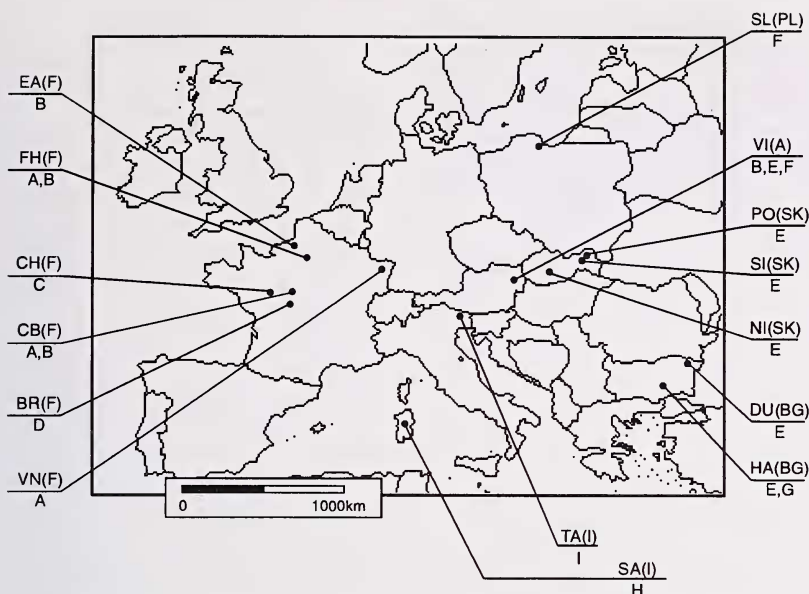 EA(F)
B
FH(F)
A,B
CH(F)
C
CB(F)
A,B
BR(F)
D
VN(F)
A
SL(PL)
F
VI(A)
B,E,F
PO(SK)
E
SI(SK)
E
NI(SK)
E
DU(BG)
E
HA(BG)
E,G
TA(I)
I
SA(I)
H
0 1000km